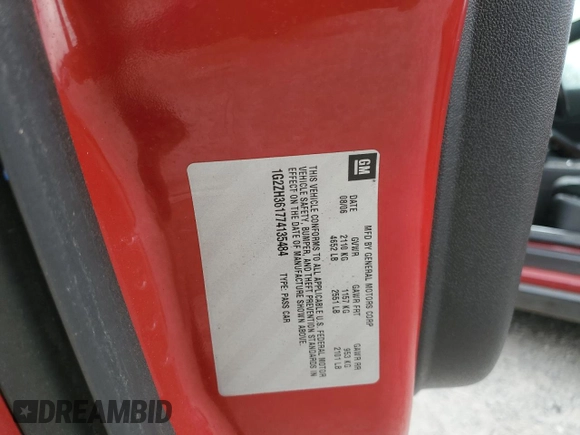 GM
MFD BY GENERAL MOTORS CORP
DATE GVWR GAWR FRT GAWR RR
08/06 2110 KG 1157 KG 953 KG
4652 LB 2551 LB 2101 LB
THIS VEHICLE CONFORMS TO ALL APPLICABLE U.S. FEDERAL MOTOR
VEHICLE SAFETY, BUMPER, AND THEFT PREVENTION STANDARDS IN
EFFECT ON THE DATE OF MANUFACTURE SHOWN ABOVE.
1G2ZH361774135484 TYPE: PASS CAR
DREAMBID